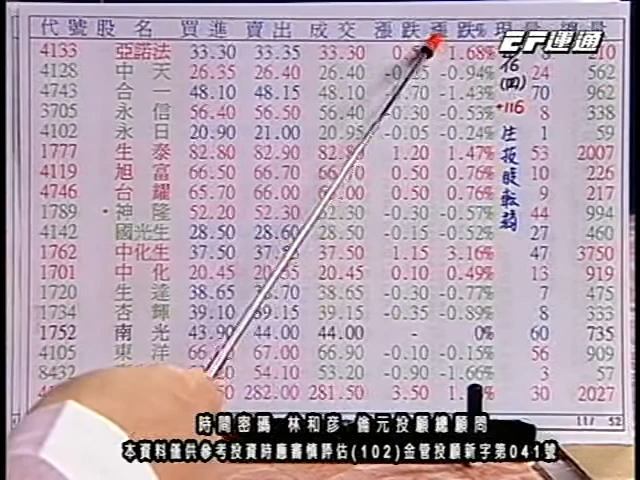 代號 股名 買進 賣出 成交 漲跌 漲跌% 現量 總量
EF運通
4133 亞諾法 33.30 33.35 33.30 1.68% 8 210
4128 中天 26.35 26.40 26.40 -0.94% 24 562
4743 合一 48.10 48.15 48.10 -1.43% 70 962
3705 永信 56.40 56.50 56.40 -0.30 -0.53% 8 338
4102 永日 20.90 21.00 20.95 -0.05 -0.24% 1 59
1777 生泰 82.80 82.90 82.80 1.20 1.47% 53 2007
4119 旭富 66.50 66.70 0.50 0.76% 10 226
4746 台耀 65.70 66.00 0.50 0.76% 9 217
1789 神隆 52.20 52.30 52.30 -0.30 -0.57% 44 994
4142 國光生 28.50 28.60 28.50 -0.15 -0.52% 27 460
1762 中化生 37.50 37.50 1.15 3.16% 47 3750
1701 中化 20.45 20.45 0.10 0.49% 13 919
1720 生達 38.65 38.70 38.65 -0.30 -0.77% 7 475
1734 杏輝 39.10 39.15 39.15 -0.35 -0.89% 8 333
1752 南光 43.90 44.00 44.00 - 0% 60 735
4105 東洋 67.00 66.90 -0.10 -0.15% 56 909
8432 54.10 53.20 -0.90 -1.66% 3 57
282.00 281.50 3.50 30 2027
(四)
+116
生投股転弱
11/ 52
時間密碼 林和彥-倫元投顧總顧問
本資料僅供參考投資時應審慎評估(102)金管投顧新字第041號